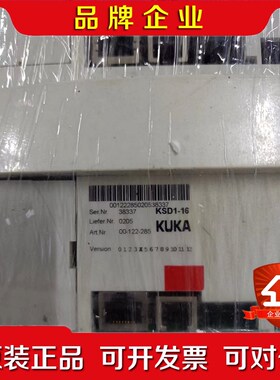 品牌企业
00122285020538337
Ser.Nr 38337 KSD1-16
Liefer.Nr 0205
KUKA
Art.Nr 00-122-285
Version 0 1 2 3 4 5 6 7 8 9 10 11 12
原装正品 可开发票 可对